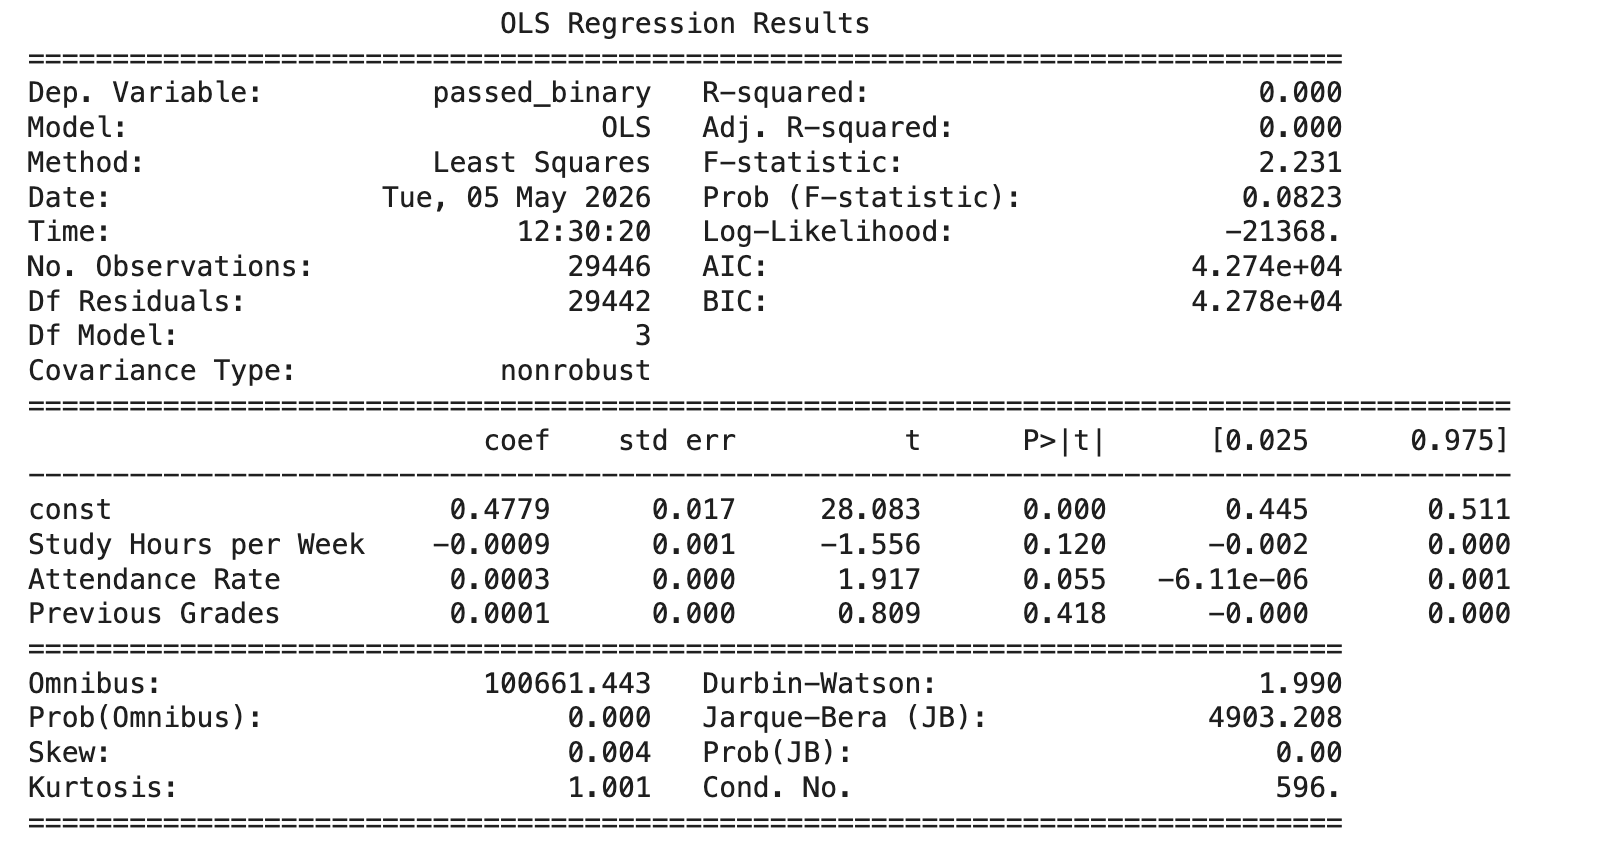 OLS Regression Results
==============================================================================
Dep. Variable:          passed_binary   R-squared:                       0.000
Model:                            OLS   Adj. R-squared:                  0.000
Method:                 Least Squares   F-statistic:                     2.231
Date:                Tue, 05 May 2026   Prob (F-statistic):             0.0823
Time:                        12:30:20   Log-Likelihood:                -21368.
No. Observations:               29446   AIC:                         4.274e+04
Df Residuals:                   29442   BIC:                         4.278e+04
Df Model:                           3
Covariance Type:            nonrobust
========================================================================================
                           coef    std err          t      P>|t|      [0.025      0.975]
----------------------------------------------------------------------------------------
const                    0.4779      0.017     28.083      0.000       0.445       0.511
Study Hours per Week    -0.0009      0.001     -1.556      0.120      -0.002       0.000
Attendance Rate          0.0003      0.000      1.917      0.055   -6.11e-06       0.001
Previous Grades          0.0001      0.000      0.809      0.418      -0.000       0.000
==============================================================================
Omnibus:                   100661.443   Durbin-Watson:                   1.990
Prob(Omnibus):                  0.000   Jarque-Bera (JB):             4903.208
Skew:                           0.004   Prob(JB):                         0.00
Kurtosis:                       1.001   Cond. No.                         596.
==============================================================================